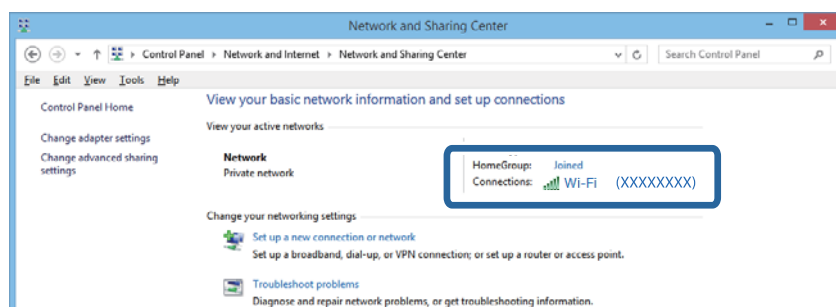 Network and Sharing Center
Control Panel Network and Internet Network and Sharing Center Search Control Panel
File Edit View Tools Help
Control Panel Home
Change adapter settings
Change advanced sharing
settings
View your basic network information and set up connections
View your active networks
Network
Private network
HomeGroup: Joined
Connections: Wi-Fi (XXXXXXXX)
Change your networking settings
Set up a new connection or network
Set up a broadband, dial-up, or VPN connection; or set up a router or access point.
Troubleshoot problems
Diagnose and repair network problems, or get troubleshooting information.